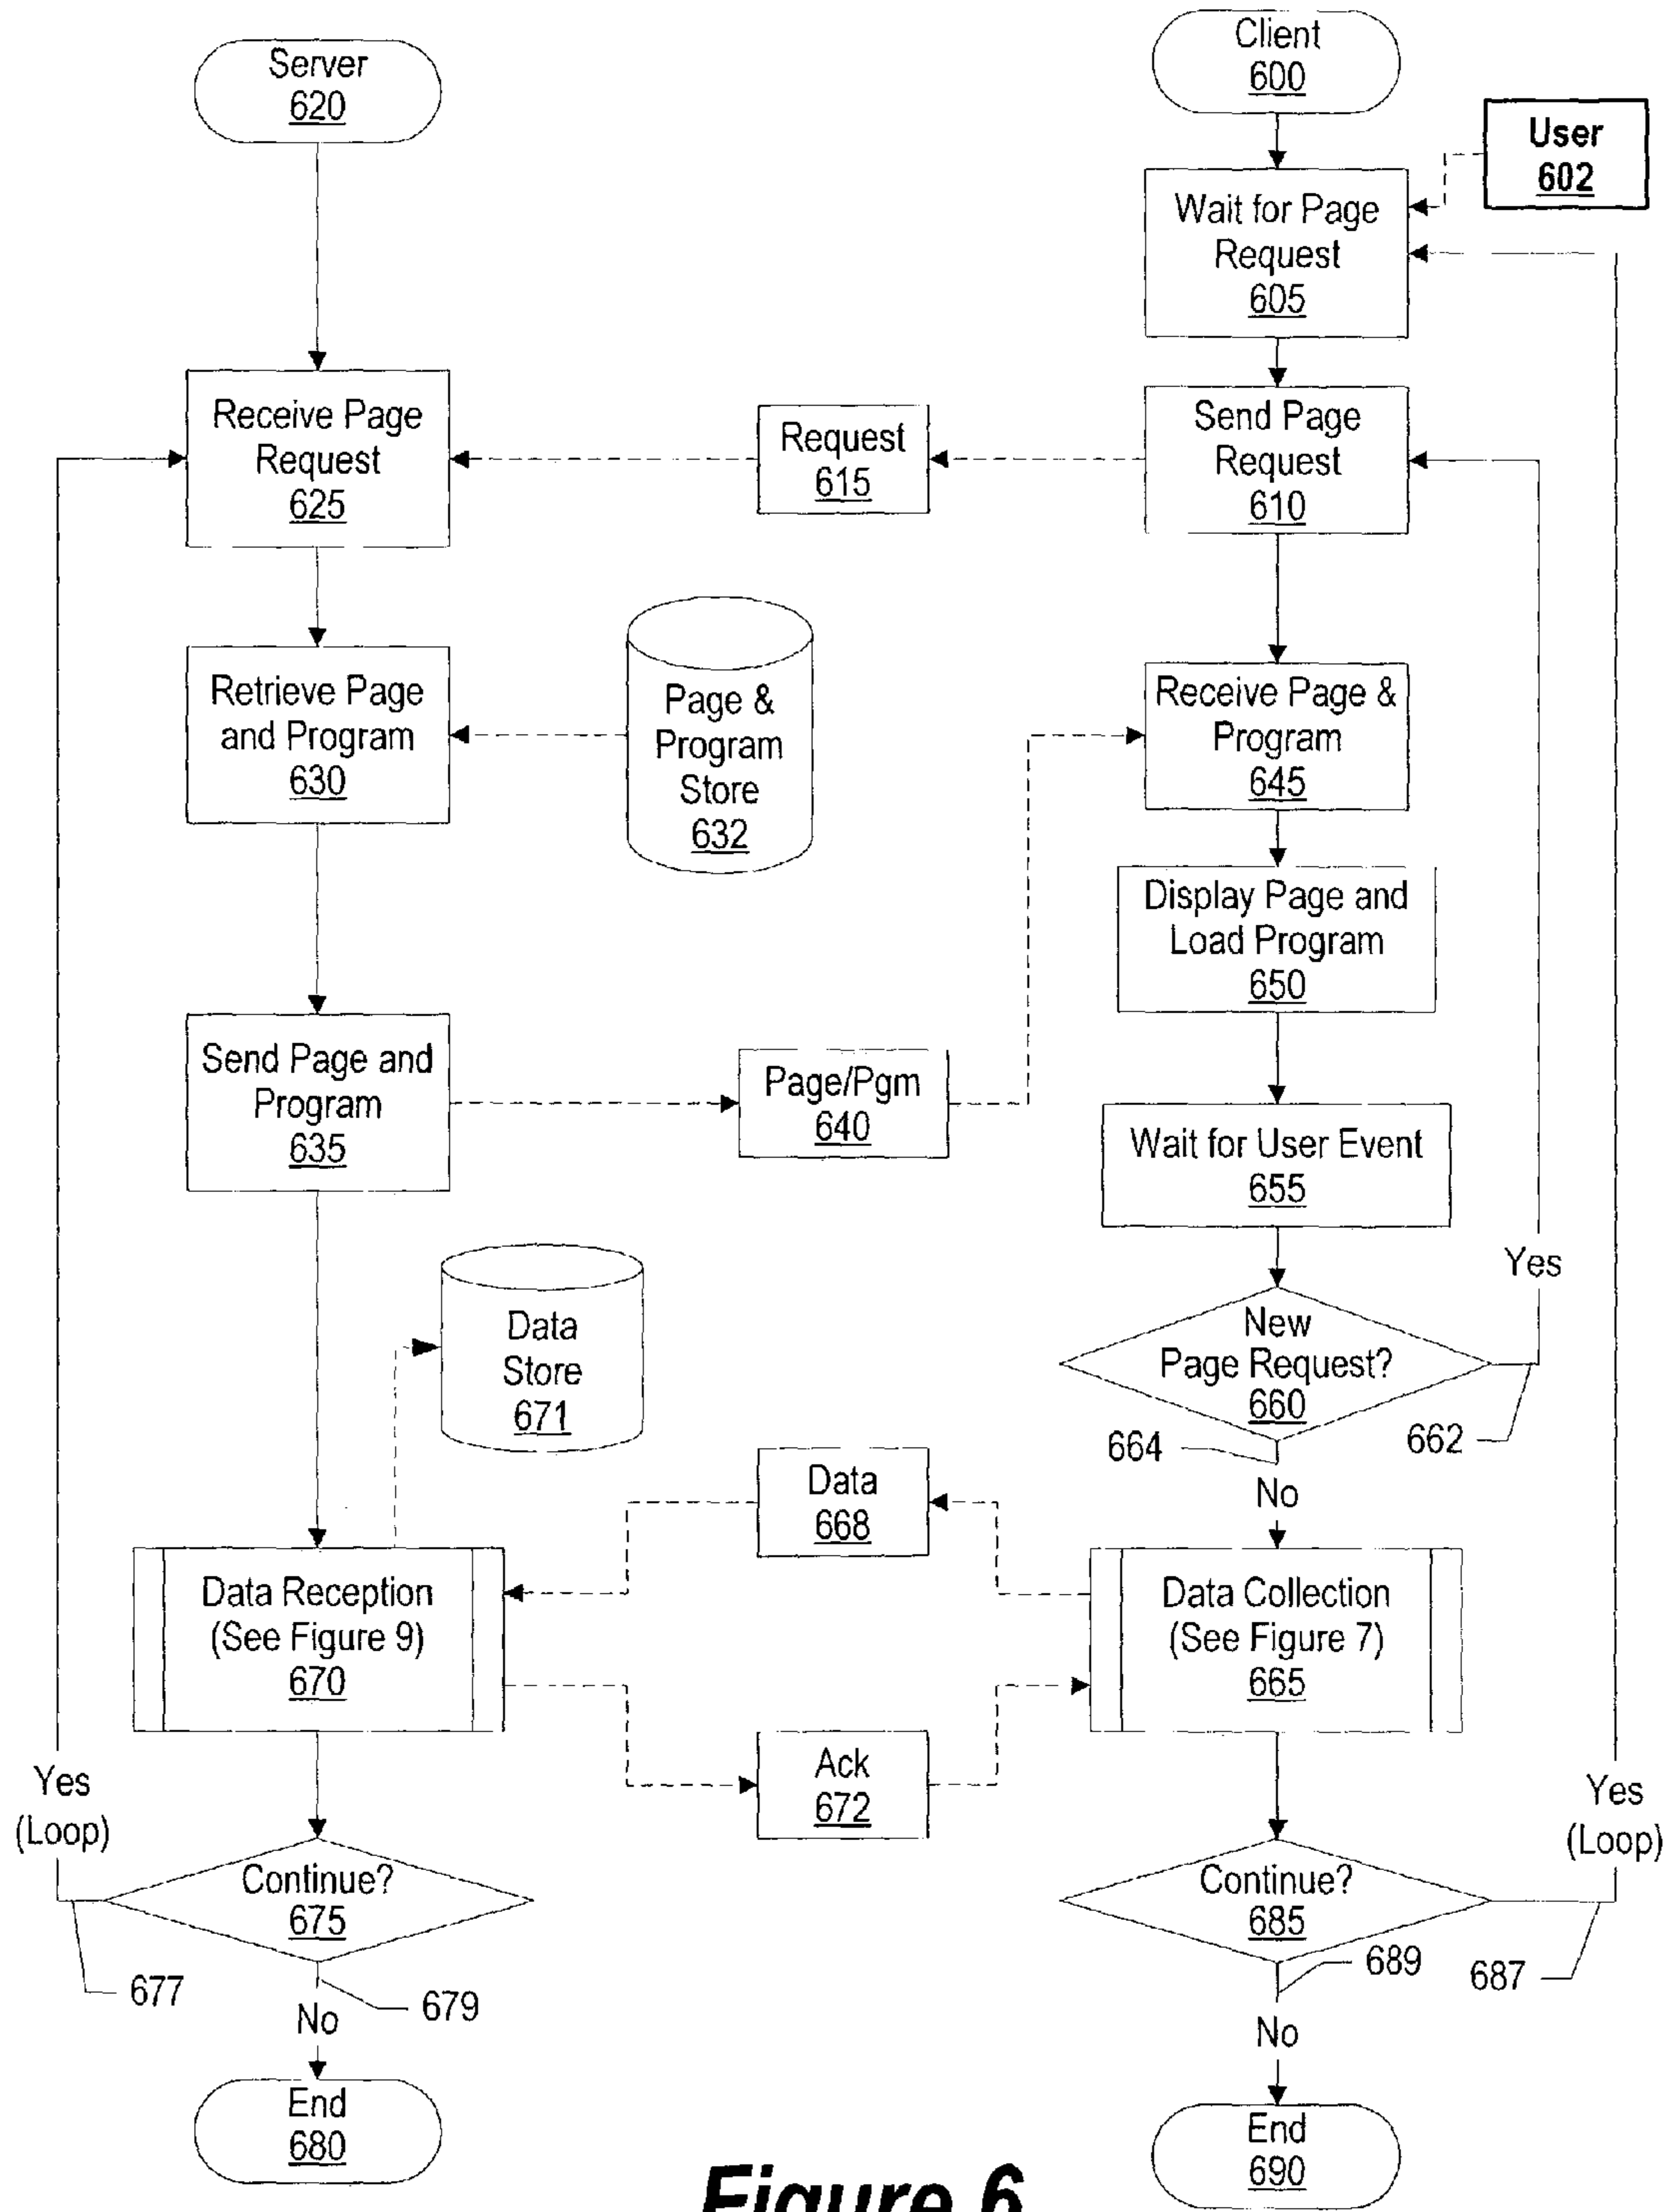 Server
620
Client
600
User
602
Wait for Page
Request
605
Receive Page
Request
625
Request
615
Send Page
Request
610
Retrieve Page
and Program
630
Page &
Program
Store
632
Receive Page &
Program
645
Display Page and
Load Program
650
Send Page and
Program
635
Page/Pgm
640
Wait for User Event
655
Yes
Data
Store
671
New
Page Request?
660
664
662
No
Data
668
Data Reception
(See Figure 9)
670
Data Collection
(See Figure 7)
665
Ack
672
Yes
(Loop)
Yes
(Loop)
Continue?
675
Continue?
685
677
679
689
687
No
No
End
680
End
690
Figure 6